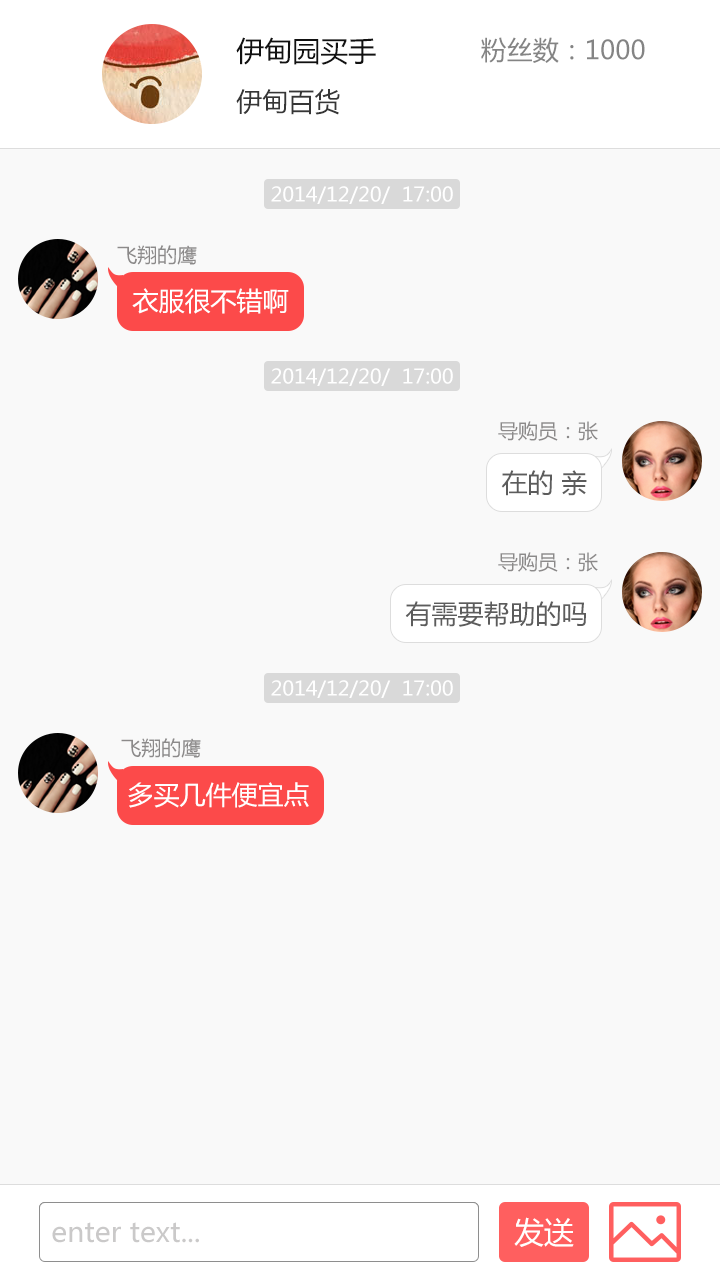 伊甸园买手
粉丝数：1000
伊甸百货
2014/12/20/ 17:00
飞翔的鹰
衣服很不错啊
2014/12/20/ 17:00
导购员：张
在的 亲
导购员：张
有需要帮助的吗
2014/12/20/ 17:00
飞翔的鹰
多买几件便宜点
enter text...
发送